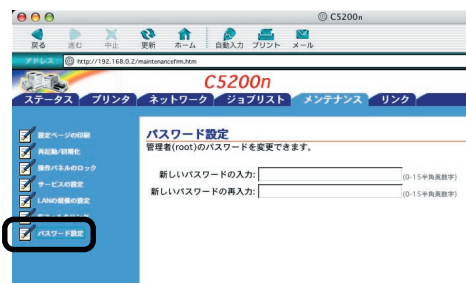 C5200n
戻る 進む 中止 更新 ホーム 自動入力 プリント メール
アドレス http://192.168.0.2/maintenancefrm.htm
C5200n
ステータス プリンタ ネットワーク ジョブリスト メンテナンス リンク
設定ページの印刷
再起動/初期化
操作パネルのロック
サービスの設定
LANの規模の設定
パスワード設定
パスワード設定
管理者(root)のパスワードを変更できます。
新しいパスワードの入力: (0-15半角英数字)
新しいパスワードの再入力: (0-15半角英数字)